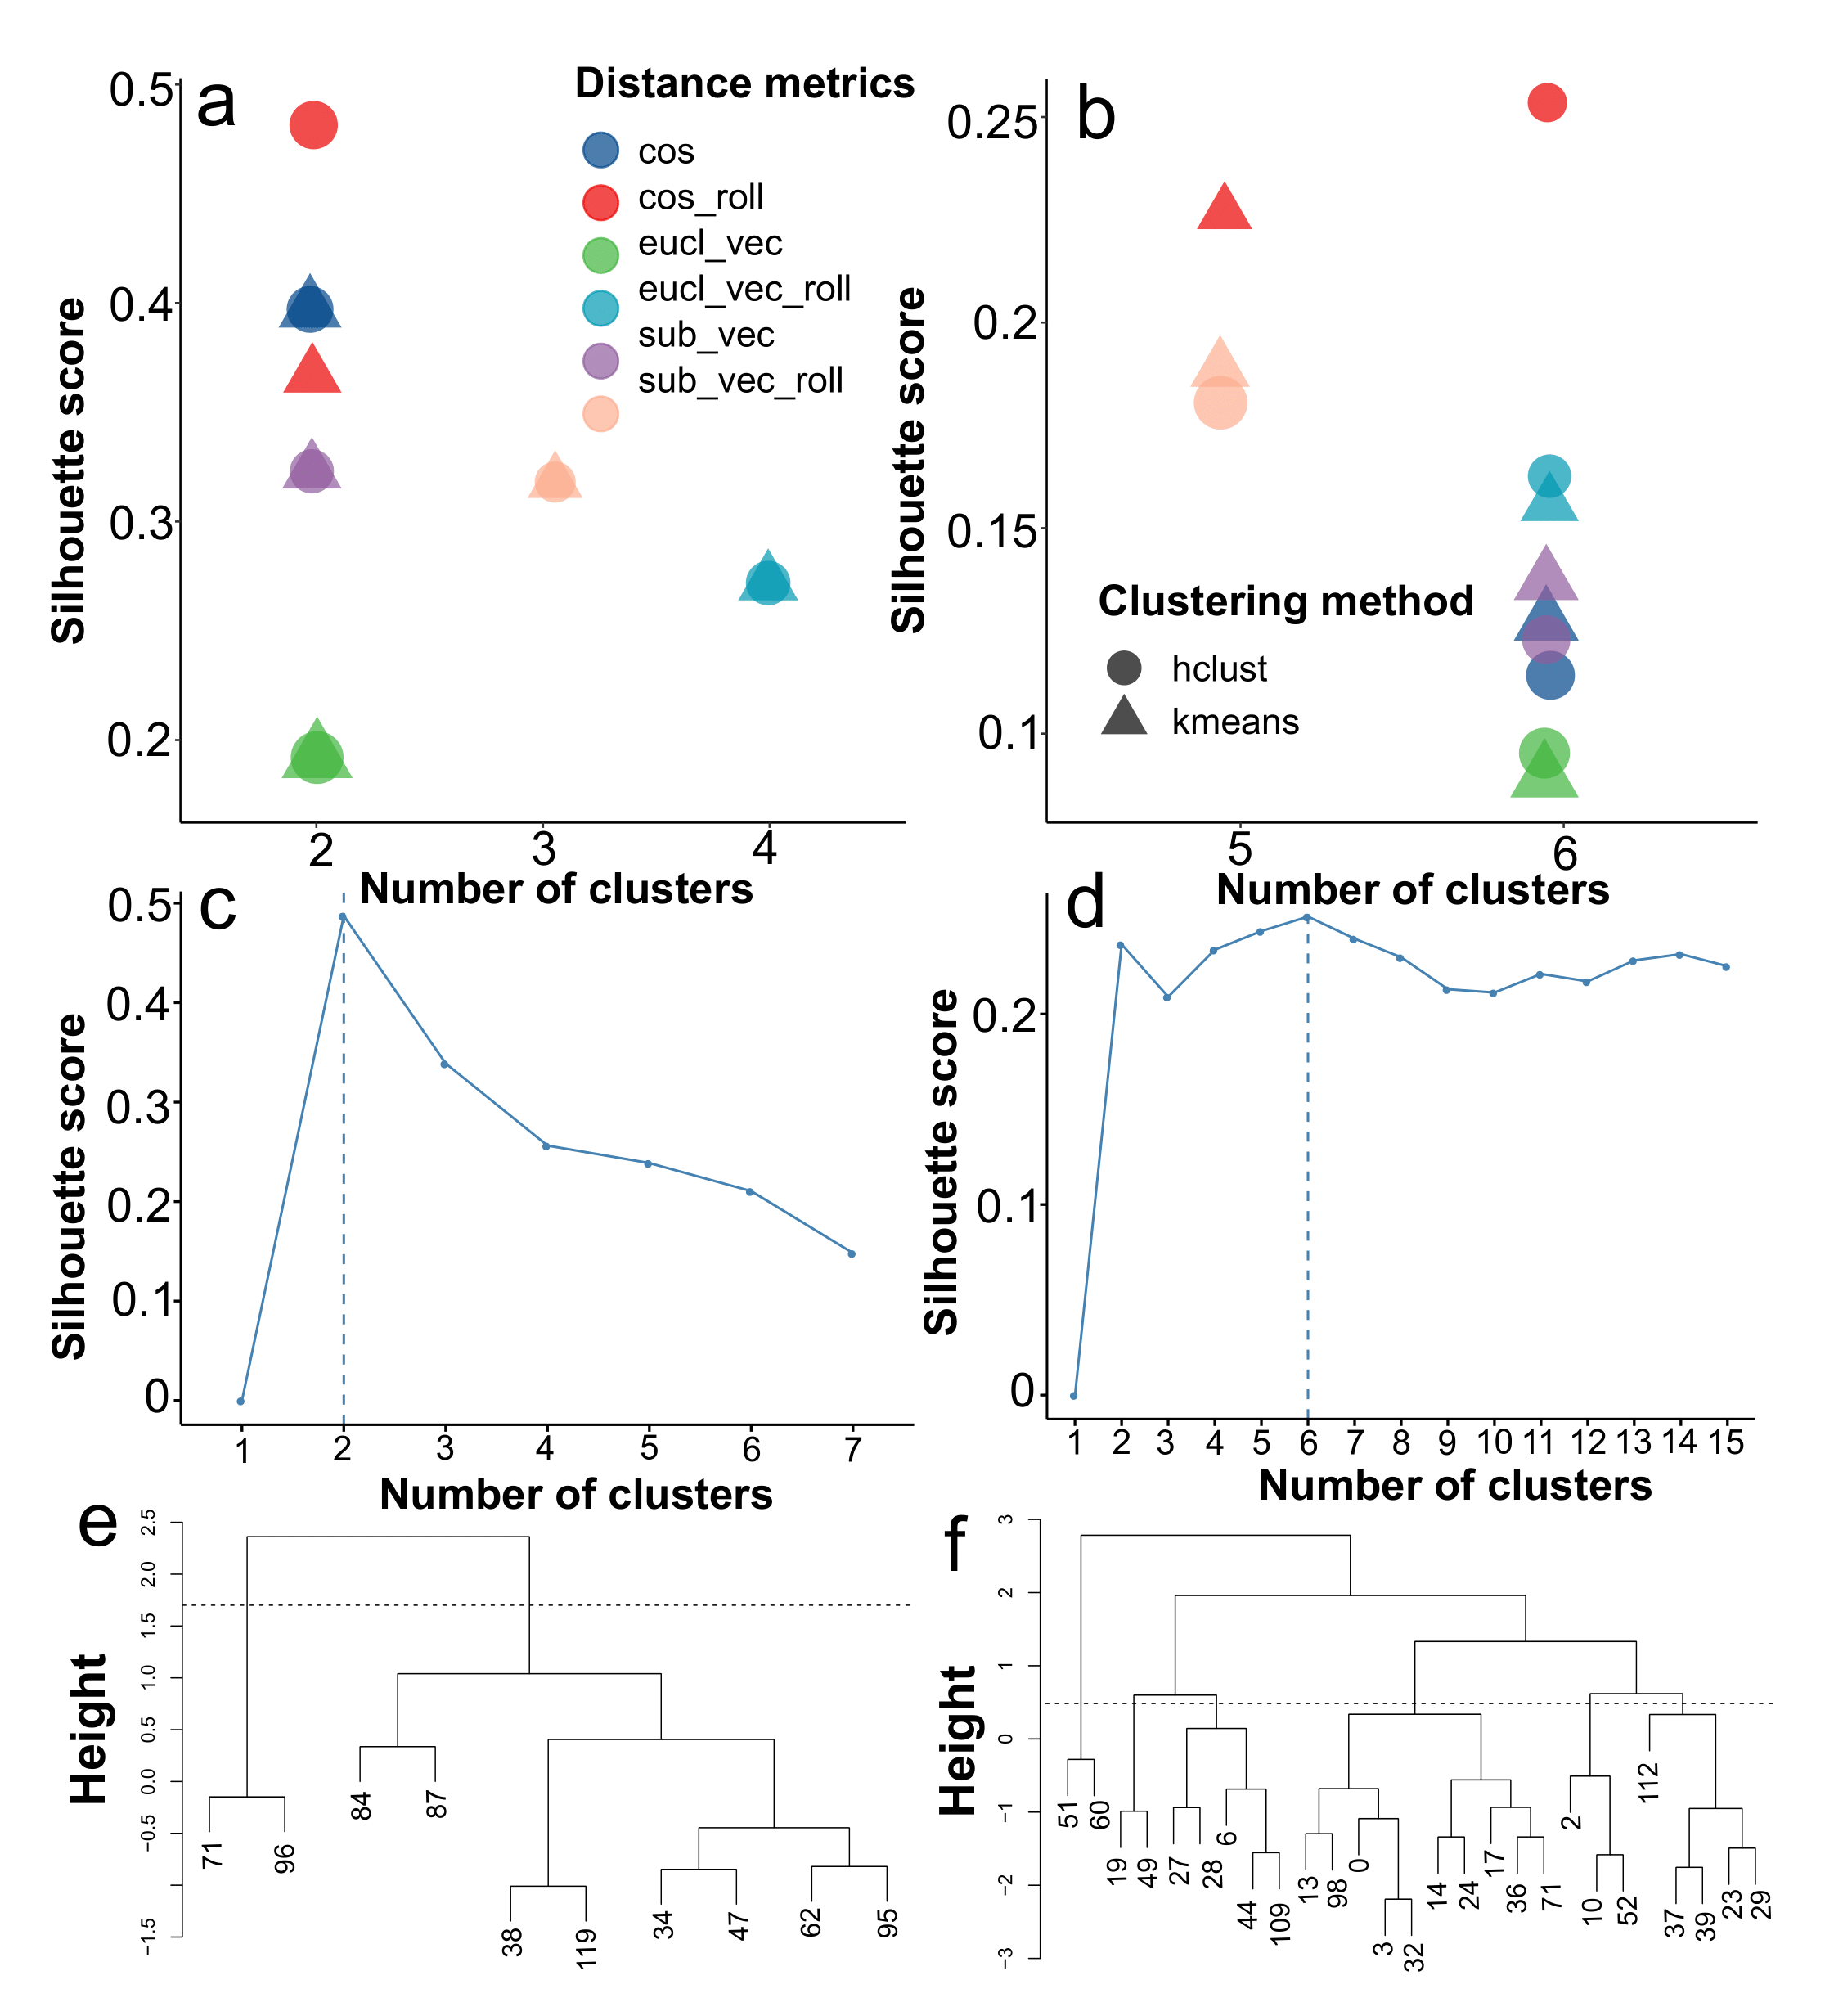 a
Distance metrics
cos
cos_roll
eucl_vec
eucl_vec_roll
sub_vec
sub_vec_roll
Silhouette score
0.5
0.4
0.3
0.2
2 3 4
Number of clusters
b
Silhouette score
0.25
0.2
0.15
0.1
Clustering method
hclust
kmeans
5 6
Number of clusters
c
Silhouette score
0.5
0.4
0.3
0.2
0.1
0
1 2 3 4 5 6 7
Number of clusters
d
Silhouette score
0.2
0.1
0
1 2 3 4 5 6 7 8 9 10 11 12 13 14 15
Number of clusters
e
Height
2.5
2.0
1.5
1.0
0.5
0.0
−0.5
−1.5
71 96 84 87 38 119 34 47 62 95
f
Height
3
2
1
0
−1
−2
−3
51 60 19 49 27 28 6 44 109 13 98 0 3 32 14 24 17 36 71 2 10 52 112 37 39 23 29